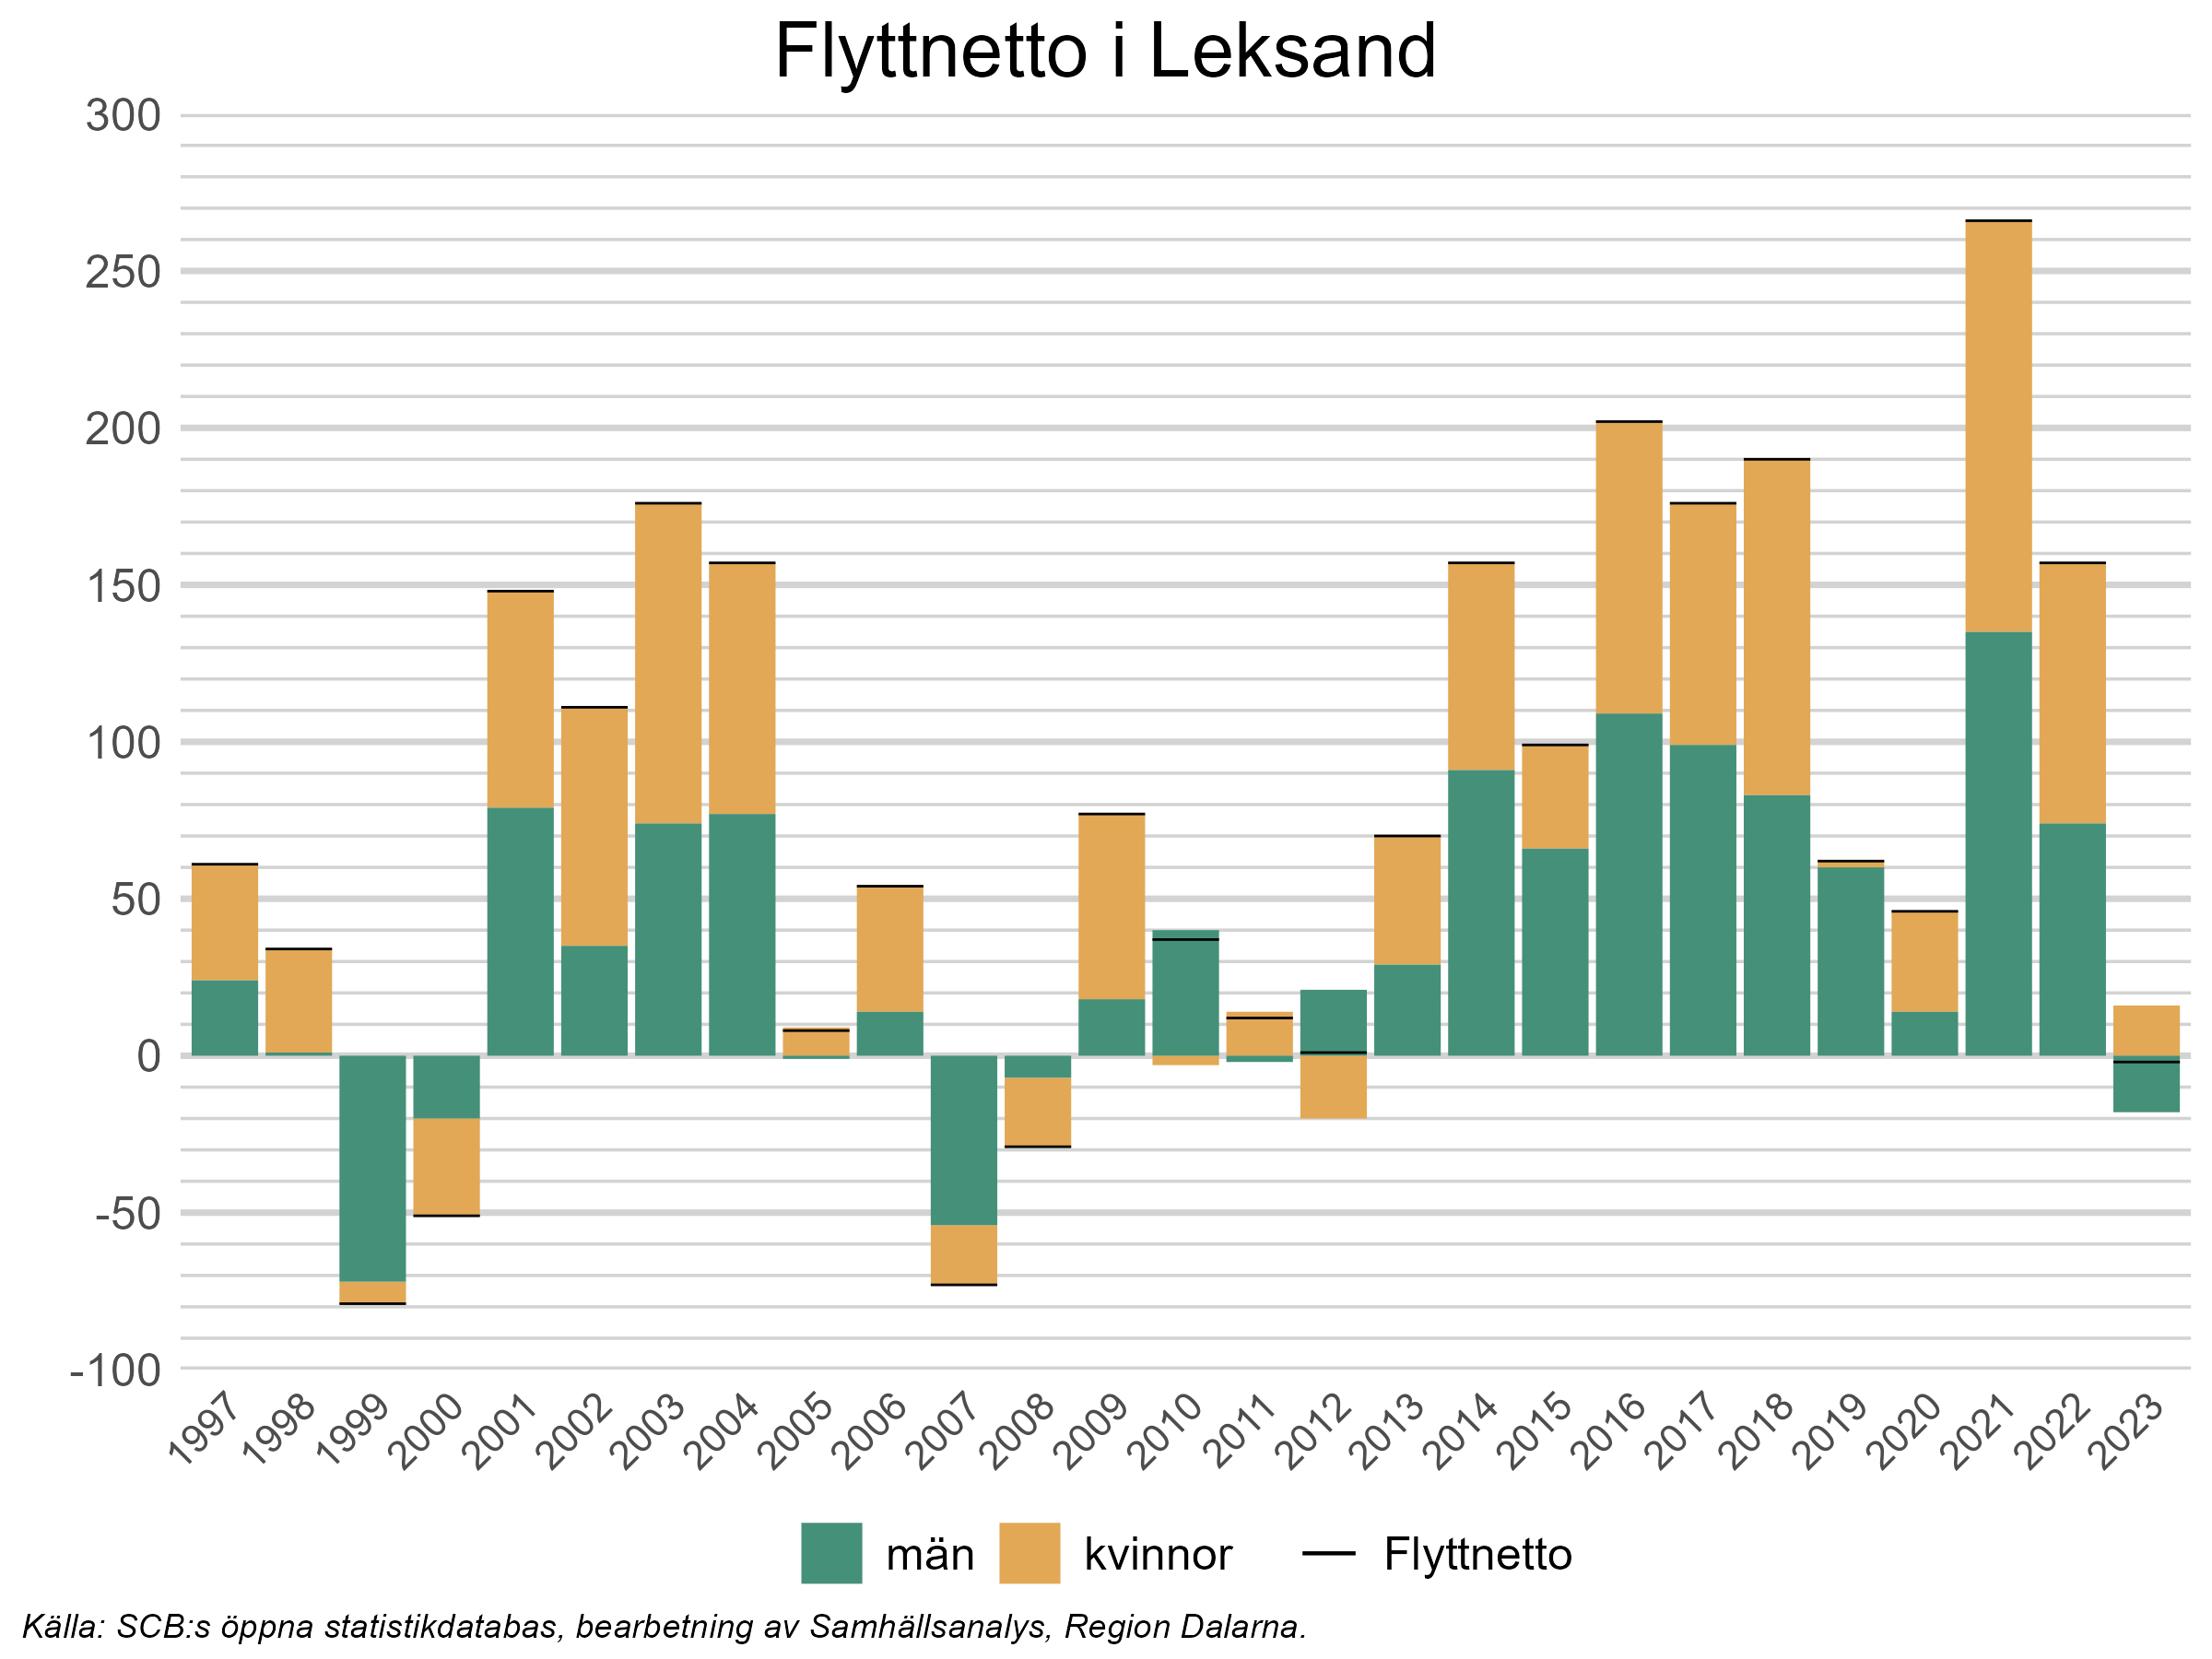 Flyttnetto i Leksand
300
250
200
150
100
50
0
-50
-100
1997 1998 1999 2000 2001 2002 2003 2004 2005 2006 2007 2008 2009 2010 2011 2012 2013 2014 2015 2016 2017 2018 2019 2020 2021 2022 2023
män kvinnor Flyttnetto
Källa: SCB:s öppna statistikdatabas, bearbetning av Samhällsanalys, Region Dalarna.